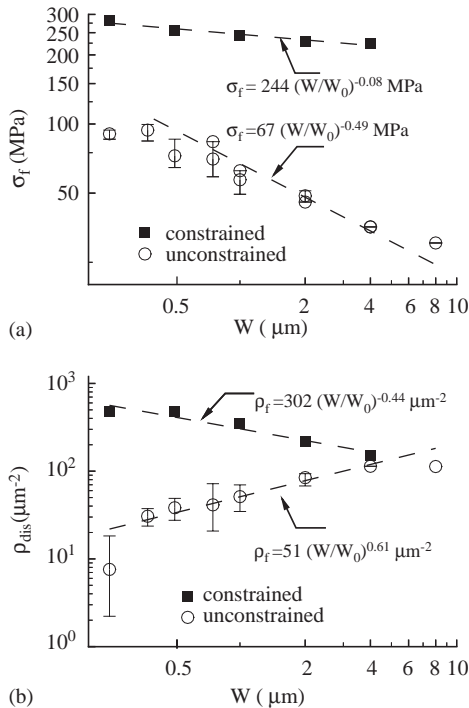 300
250
200
150
100
50
σf (MPa)
σf = 244 (W/W0)-0.08 MPa
σf=67 (W/W0)-0.49 MPa
constrained
unconstrained
0.5 1 2 4 6 8 10
W ( μm)
(a)
10³
10²
10¹
10⁰
ρdis(μm-2)
ρf =302 (W/W0)-0.44 μm-2
ρf =51 (W/W0)0.61 μm-2
constrained
unconstrained
0.5 1 2 4 6 8 10
W ( μm)
(b)